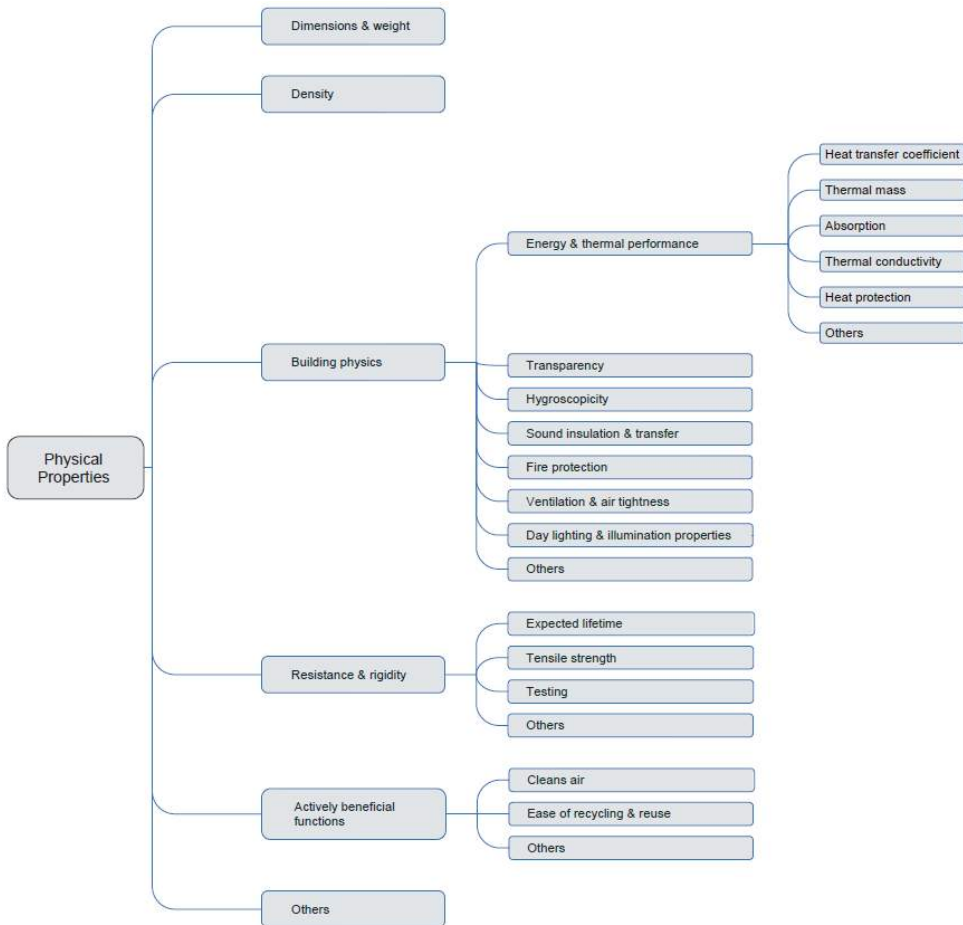 Dimensions & weight
Density
Heat transfer coefficient
Thermal mass
Energy & thermal performance
Absorption
Thermal conductivity
Heat protection
Others
Building physics
Transparency
Hygroscopicity
Sound insulation & transfer
Fire protection
Ventilation & air tightness
Day lighting & illumination properties
Others
Physical
Properties
Expected lifetime
Resistance & rigidity
Tensile strength
Testing
Others
Cleans air
Actively beneficial
functions
Ease of recycling & reuse
Others
Others